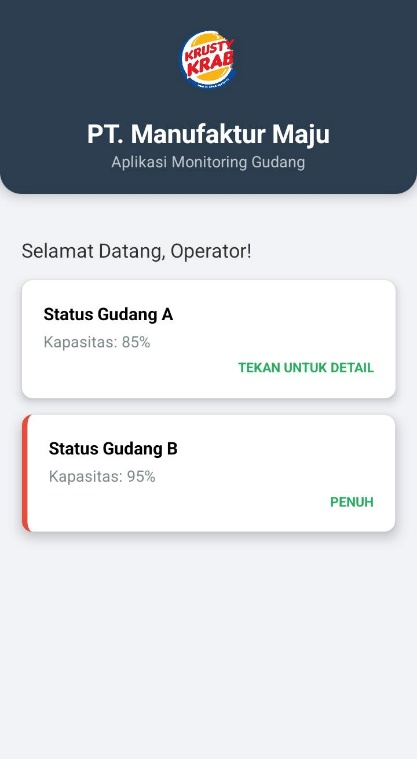 KRUSTY
KRAB
PT. Manufaktur Maju
Aplikasi Monitoring Gudang
Selamat Datang, Operator!
Status Gudang A
Kapasitas: 85%
TEKAN UNTUK DETAIL
Status Gudang B
Kapasitas: 95%
PENUH